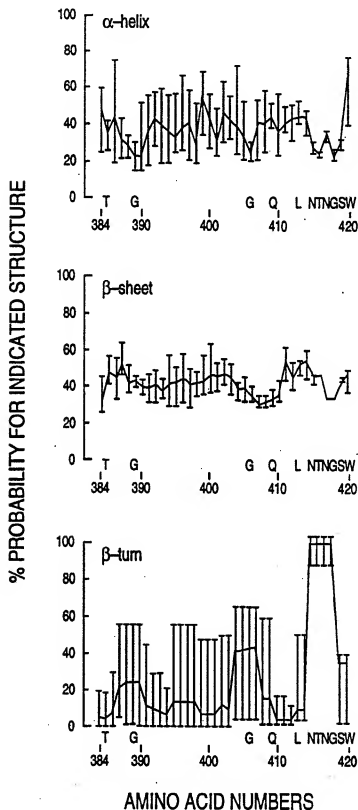 % PROBABILITY FOR INDICATED STRUCTURE
α-helix
100
80
60
40
20
0
T G G Q L NTNGSW
384 390 400 410 420
β-sheet
100
80
60
40
20
0
T G G Q L NTNGSW
384 390 400 410 420
β-turn
100
80
60
40
20
0
T G G Q L NTNGSW
384 390 400 410 420
AMINO ACID NUMBERS